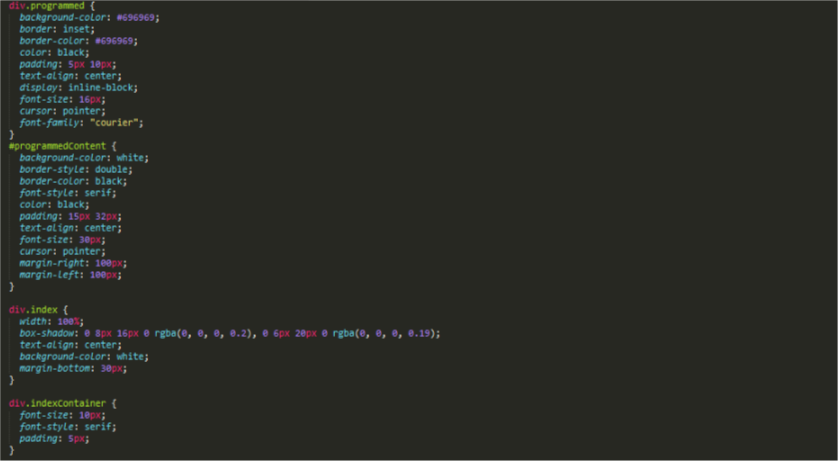 div.programmed {
background-color: #696969;
border: inset;
border-color: #696969;
color: black;
padding: 5px 10px;
text-align: center;
display: inline-block;
font-size: 16px;
cursor: pointer;
font-family: "courier";
}
#programmedContent {
background-color: white;
border-style: double;
border-color: black;
font-style: serif;
color: black;
padding: 15px 32px;
text-align: center;
font-size: 30px;
cursor: pointer;
margin-right: 100px;
margin-left: 100px;
}
div.index {
width: 100%;
box-shadow: 0 8px 16px 0 rgba(0, 0, 0, 0.2), 0 6px 20px 0 rgba(0, 0, 0, 0.19);
text-align: center;
background-color: white;
margin-bottom: 30px;
}
div.indexContainer {
font-size: 10px;
font-style: serif;
padding: 5px;
}